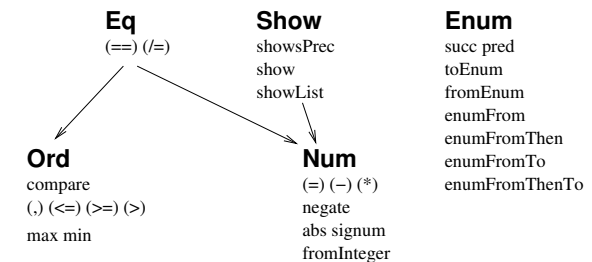 Eq
(==) (/=)
Show
showsPrec
show
showList
Enum
succ pred
toEnum
fromEnum
enumFrom
enumFromThen
enumFromTo
enumFromThenTo
Ord
compare
(,) (<=) (>=) (>)
max min
Num
(=) (−) (*)
negate
abs signum
fromInteger